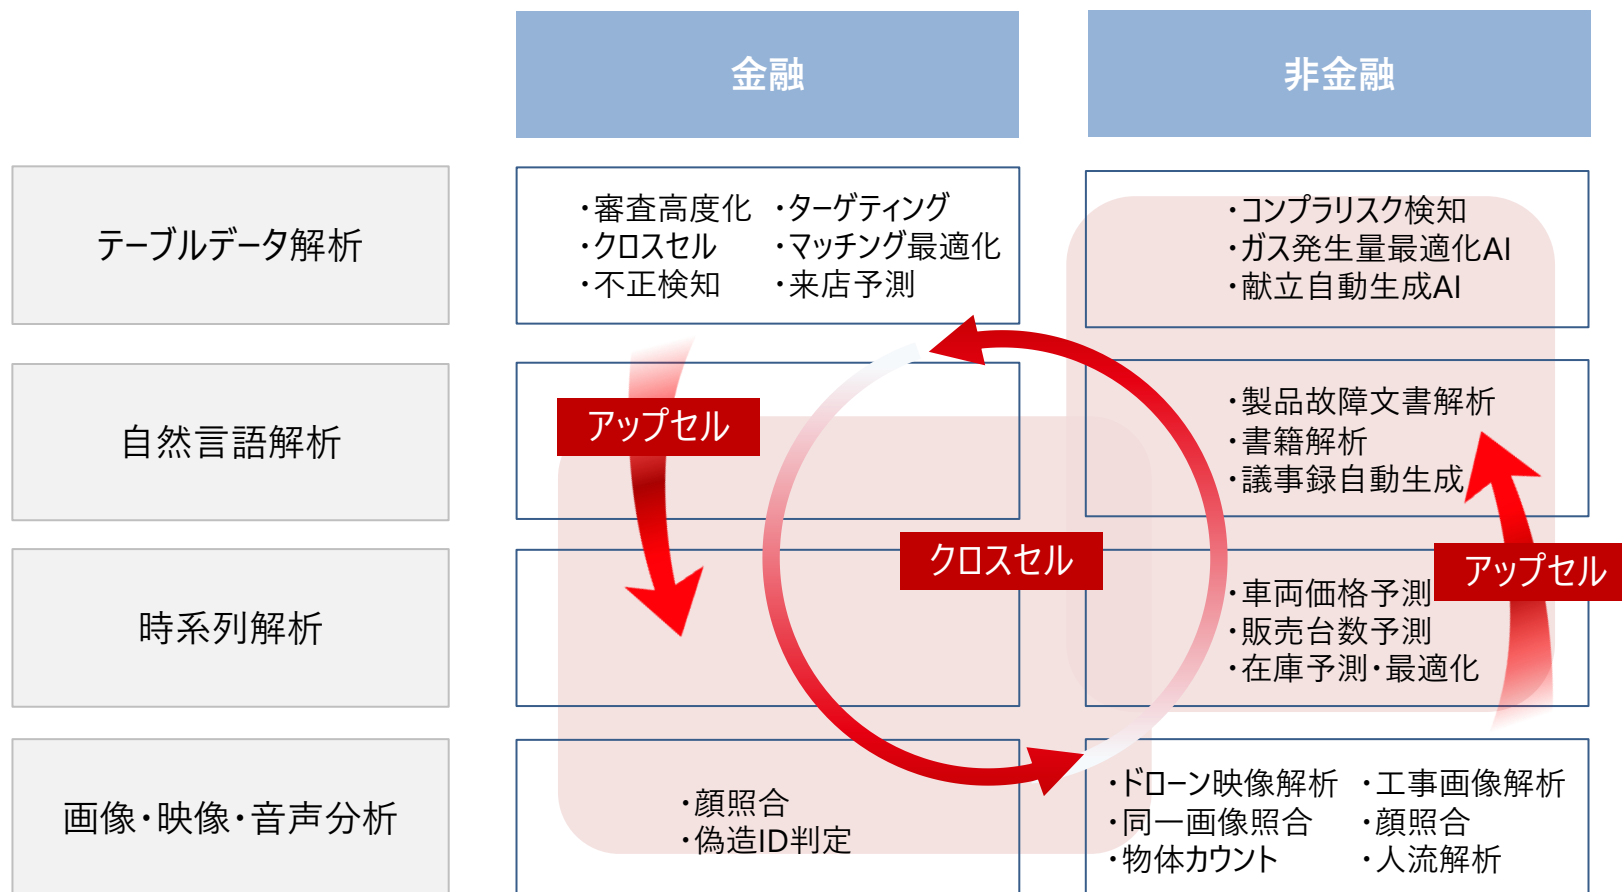 金融
非金融
テーブルデータ解析
・審査高度化 ・ターゲティング
・クロスセル ・マッチング最適化
・不正検知 ・来店予測
・コンプラリスク検知
・ガス発生量最適化AI
・献立自動生成AI
自然言語解析
アップセル
・製品故障文書解析
・書籍解析
・議事録自動生成
クロスセル
アップセル
時系列解析
・車両価格予測
・販売台数予測
・在庫予測・最適化
画像・映像・音声分析
・顔照合
・偽造ID判定
・ドローン映像解析 ・工事画像解析
・同一画像照合 ・顔照合
・物体カウント ・人流解析